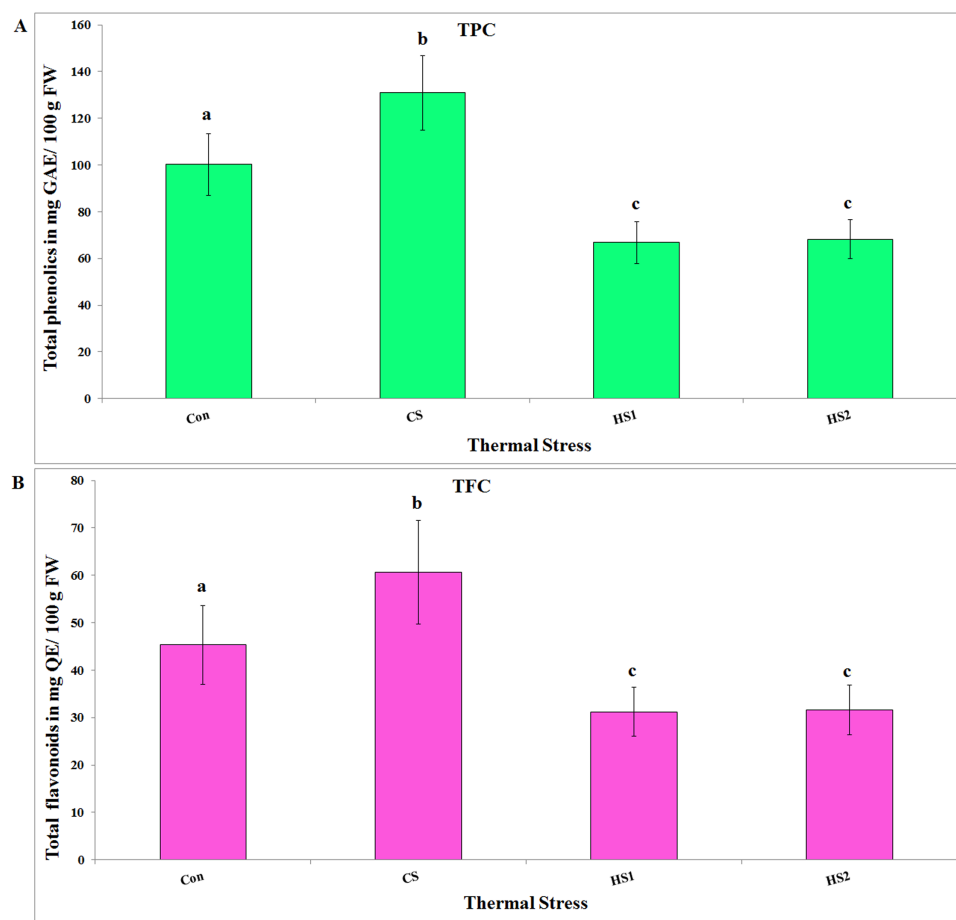 A
TPC
Total phenolics in mg GAE/ 100 g FW
160
140
120
100
80
60
40
20
0
a
b
c
c
Con
CS
HS1
HS2
Thermal Stress
B
TFC
Total flavonoids in mg QE/ 100 g FW
80
70
60
50
40
30
20
10
0
a
b
c
c
Con
CS
HS1
HS2
Thermal Stress